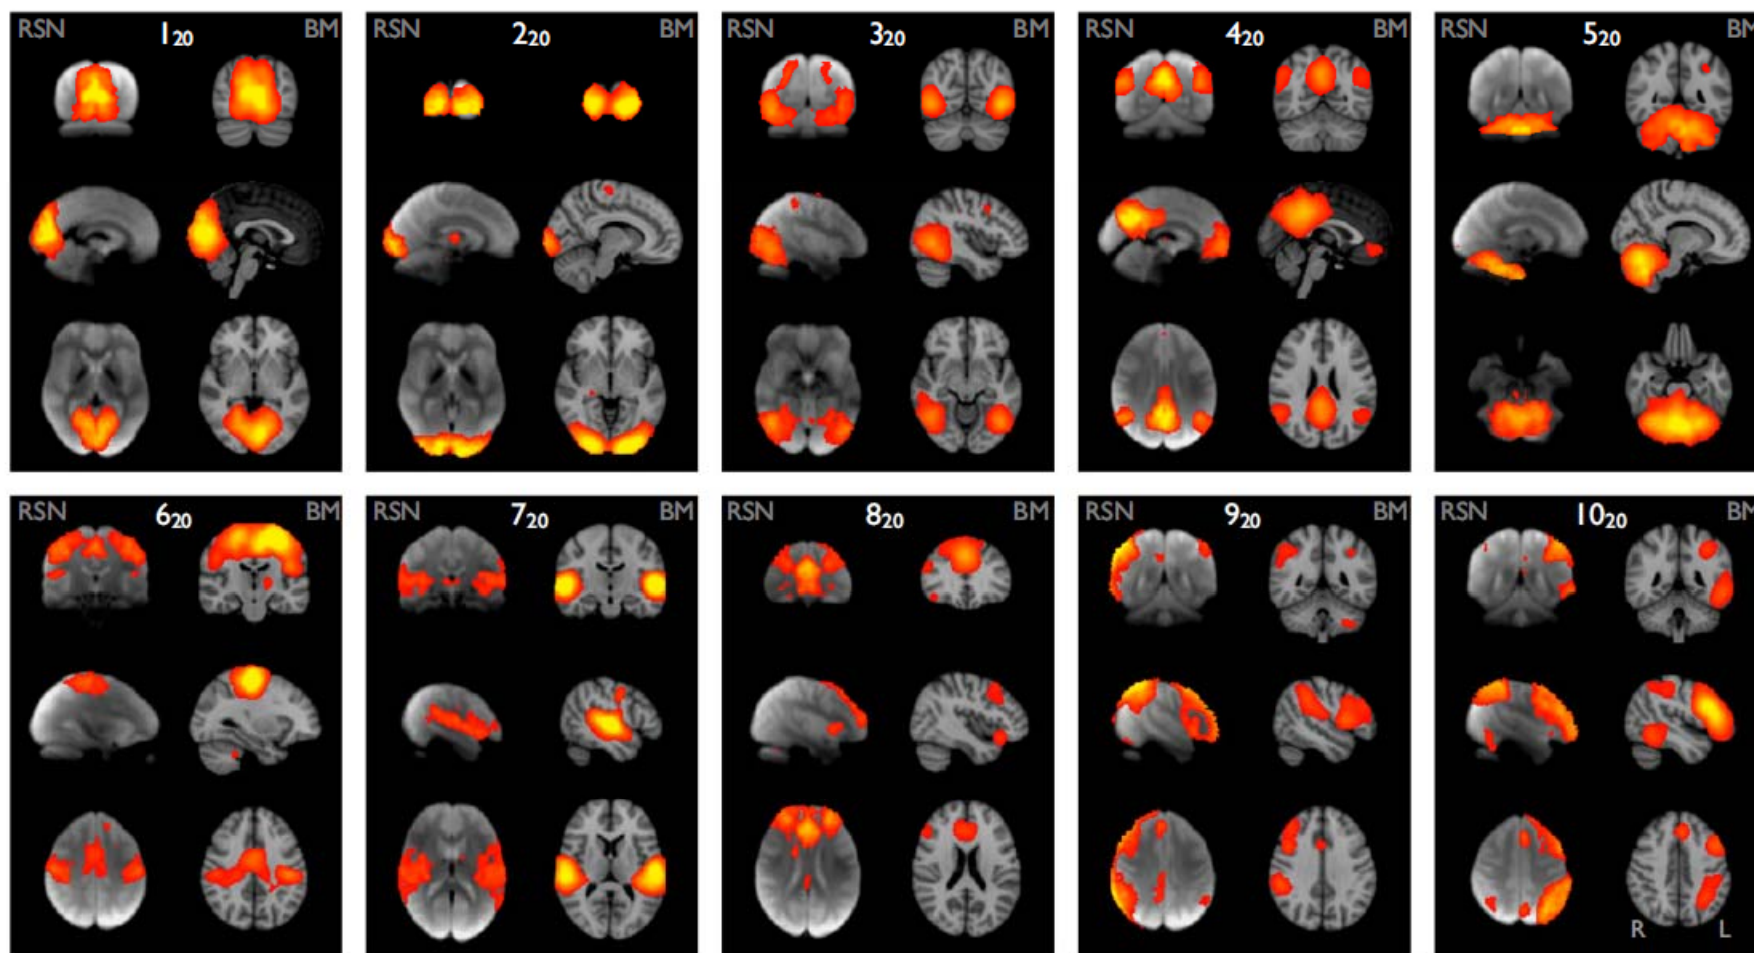 RSN 1₂₀ BM
RSN 2₂₀ BM
RSN 3₂₀ BM
RSN 4₂₀ BM
RSN 5₂₀ BM
RSN 6₂₀ BM
RSN 7₂₀ BM
RSN 8₂₀ BM
RSN 9₂₀ BM
RSN 10₂₀ BM
R L